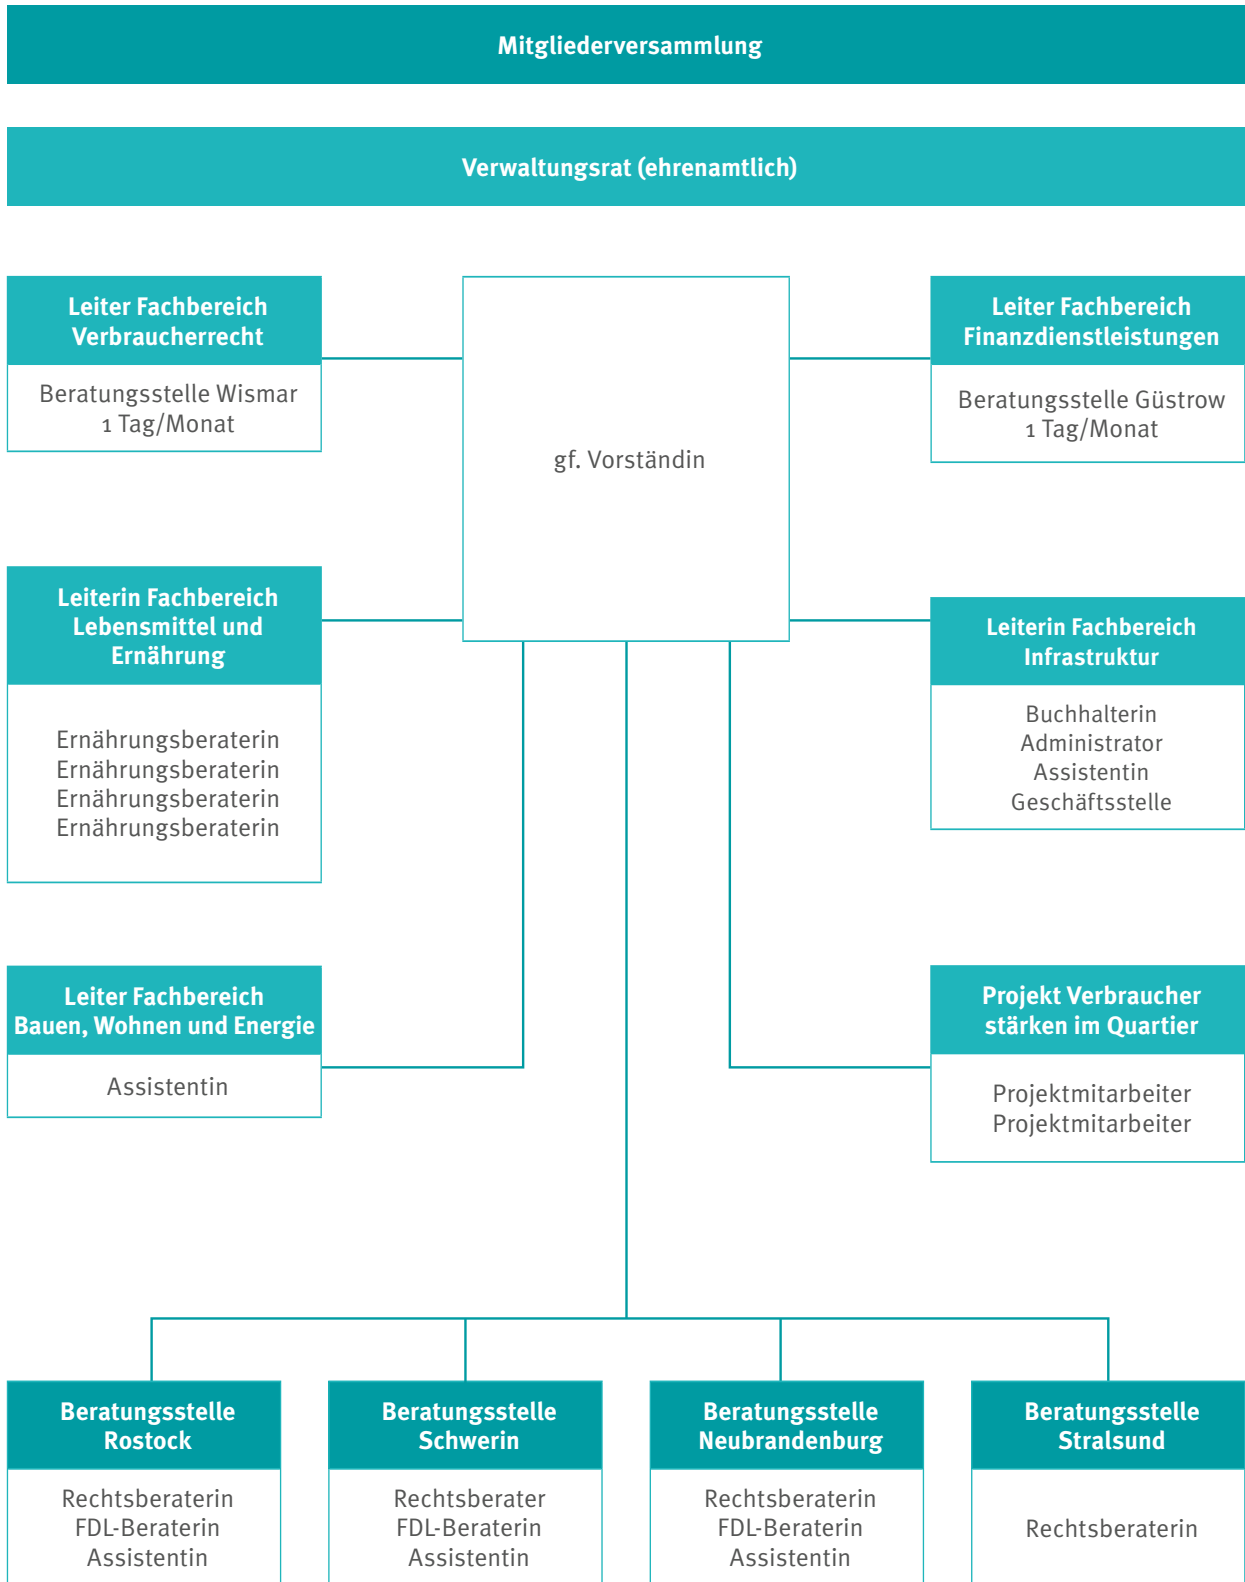 Mitgliederversammlung
Verwaltungsrat (ehrenamtlich)
Leiter Fachbereich
Verbraucherrecht
Beratungsstelle Wismar
1 Tag/Monat
gf. Vorständin
Leiter Fachbereich
Finanzdienstleistungen
Beratungsstelle Güstrow
1 Tag/Monat
Leiterin Fachbereich
Lebensmittel und
Ernährung
Ernährungsberaterin
Ernährungsberaterin
Ernährungsberaterin
Ernährungsberaterin
Leiterin Fachbereich
Infrastruktur
Buchhalterin
Administrator
Assistentin
Geschäftsstelle
Leiter Fachbereich
Bauen, Wohnen und Energie
Assistentin
Projekt Verbraucher
stärken im Quartier
Projektmitarbeiter
Projektmitarbeiter
Beratungsstelle
Rostock
Rechtsberaterin
FDL-Beraterin
Assistentin
Beratungsstelle
Schwerin
Rechtsberater
FDL-Beraterin
Assistentin
Beratungsstelle
Neubrandenburg
Rechtsberaterin
FDL-Beraterin
Assistentin
Beratungsstelle
Stralsund
Rechtsberaterin